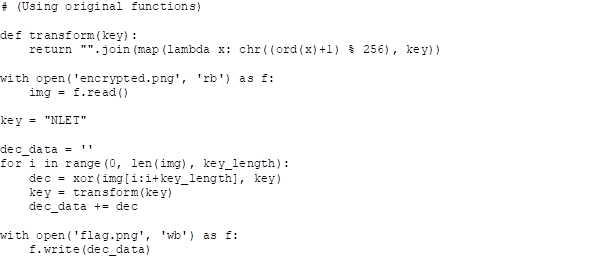 # (Using original functions)
def transform(key):
    return "".join(map(lambda x: chr((ord(x)+1) % 256), key))
with open('encrypted.png', 'rb') as f:
    img = f.read()
key = "NLET"
dec_data = ''
for i in range(0, len(img), key_length):
    dec = xor(img[i:i+key_length], key)
    key = transform(key)
    dec_data += dec
with open('flag.png', 'wb') as f:
    f.write(dec_data)